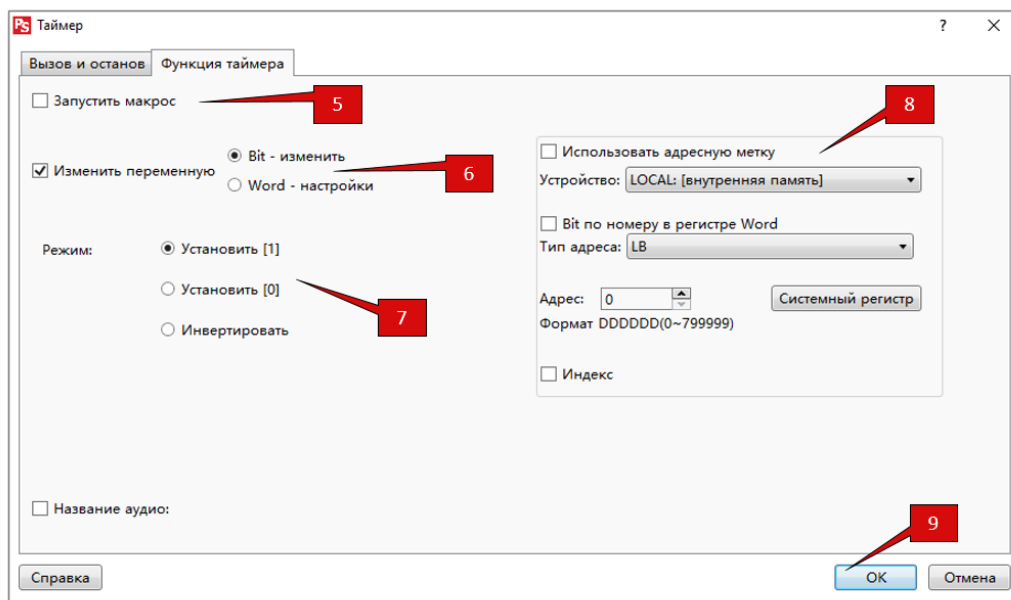 PS Таймер
? ×
Вызов и останов Функция таймера
Запустить макрос
5
8
Изменить переменную
Bit - изменить
Word - настройки
6
Использовать адресную метку
Устройство: LOCAL: [внутренняя память]
Bit по номеру в регистре Word
Тип адреса: LB
Режим:
Установить [1]
Установить [0]
Инвертировать
7
Адрес: 0 Системный регистр
Формат DDDDDD(0~799999)
Индекс
Название аудио:
9
Справка OK Отмена